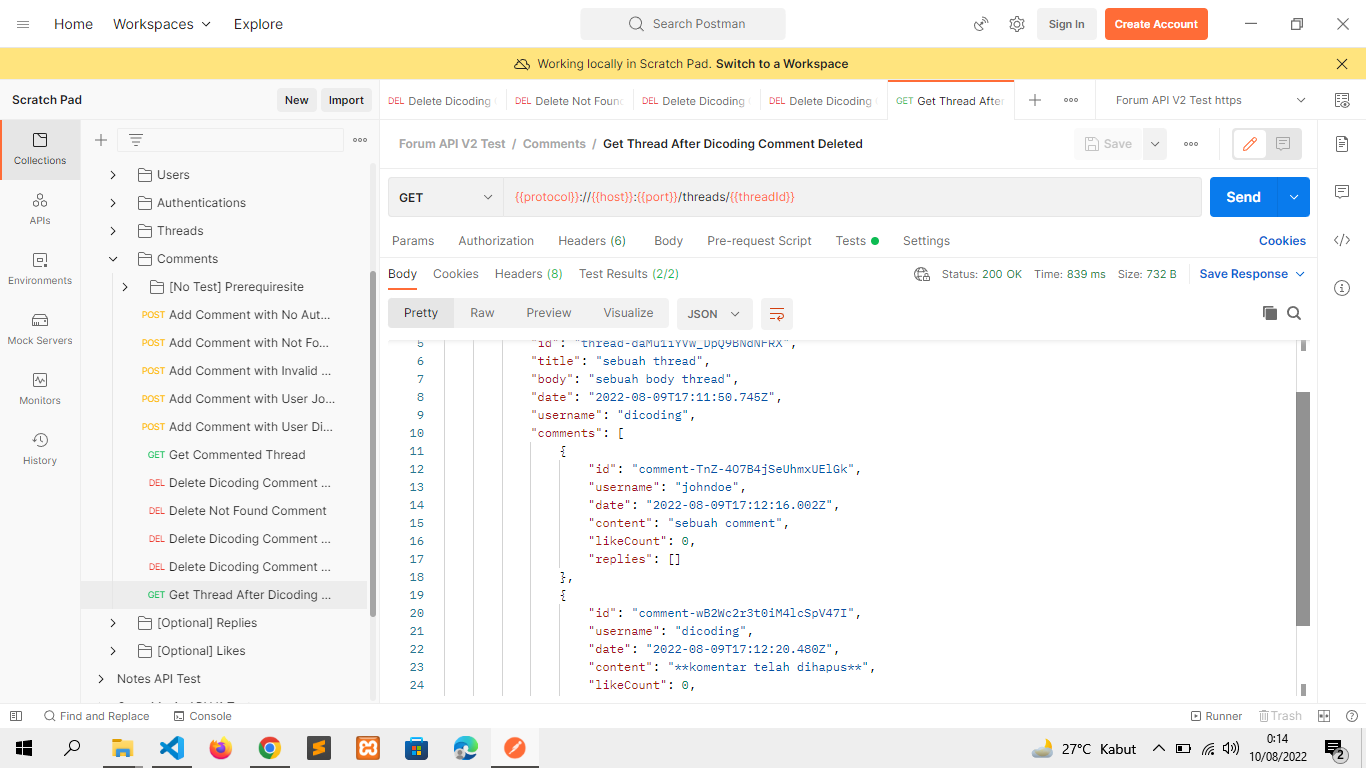 Home Workspaces Explore Search Postman Sign In Create Account
Working locally in Scratch Pad. Switch to a Workspace
Scratch Pad New Import
DEL Delete Dicoding DEL Delete Not Foun DEL Delete Dicoding DEL Delete Dicoding GET Get Thread After Forum API V2 Test https
Collections
APIs
Environments
Mock Servers
Monitors
History
Users
Authentications
Threads
Comments
[No Test] Prerequiresite
POST Add Comment with No Aut...
POST Add Comment with Not Fo...
POST Add Comment with Invalid ...
POST Add Comment with User Jo...
POST Add Comment with User Di...
GET Get Commented Thread
DEL Delete Dicoding Comment ...
DEL Delete Not Found Comment
DEL Delete Dicoding Comment ...
DEL Delete Dicoding Comment ...
GET Get Thread After Dicoding ...
[Optional] Replies
[Optional] Likes
Notes API Test
Forum API V2 Test / Comments / Get Thread After Dicoding Comment Deleted Save
GET {{protocol}}://{{host}}:{{port}}/threads/{{threadId}} Send
Params Authorization Headers (6) Body Pre-request Script Tests Settings Cookies
Body Cookies Headers (8) Test Results (2/2) Status: 200 OK Time: 839 ms Size: 732 B Save Response
Pretty Raw Preview Visualize JSON
5 "id":
6 "title": "sebuah thread",
7 "body": "sebuah body thread",
8 "date": "2022-08-09T17:11:50.745Z",
9 "username": "dicoding",
10 "comments": [
11 {
12 "id": "comment-TnZ-4O7B4jSeUhmxUElGk",
13 "username": "johndoe",
14 "date": "2022-08-09T17:12:16.002Z",
15 "content": "sebuah comment",
16 "likeCount": 0,
17 "replies": []
18 },
19 {
20 "id": "comment-wB2Wc2r3t0iM4lcSpV47I",
21 "username": "dicoding",
22 "date": "2022-08-09T17:12:20.480Z",
23 "content": "**komentar telah dihapus**",
24 "likeCount": 0,
Find and Replace Console Runner Trash
27°C Kabut 0:14
10/08/2022 2